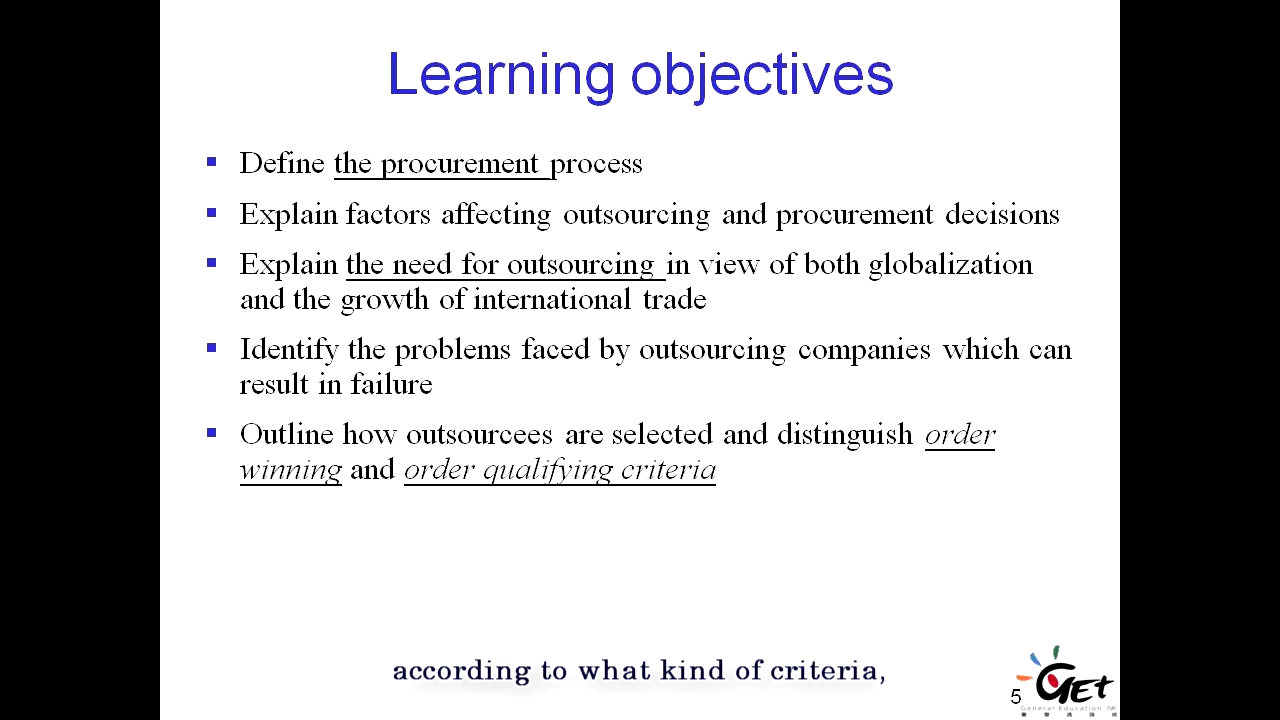 Learning objectives
▪ Define the procurement process
▪ Explain factors affecting outsourcing and procurement decisions
▪ Explain the need for outsourcing in view of both globalization
and the growth of international trade
▪ Identify the problems faced by outsourcing companies which can
result in failure
▪ Outline how outsourcees are selected and distinguish order
winning and order qualifying criteria
according to what kind of criteria,
5
GET
General Education TW